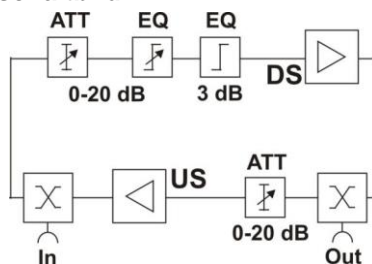 ATT EQ EQ
0-20 dB 3 dB DS
US ATT
0-20 dB
In Out